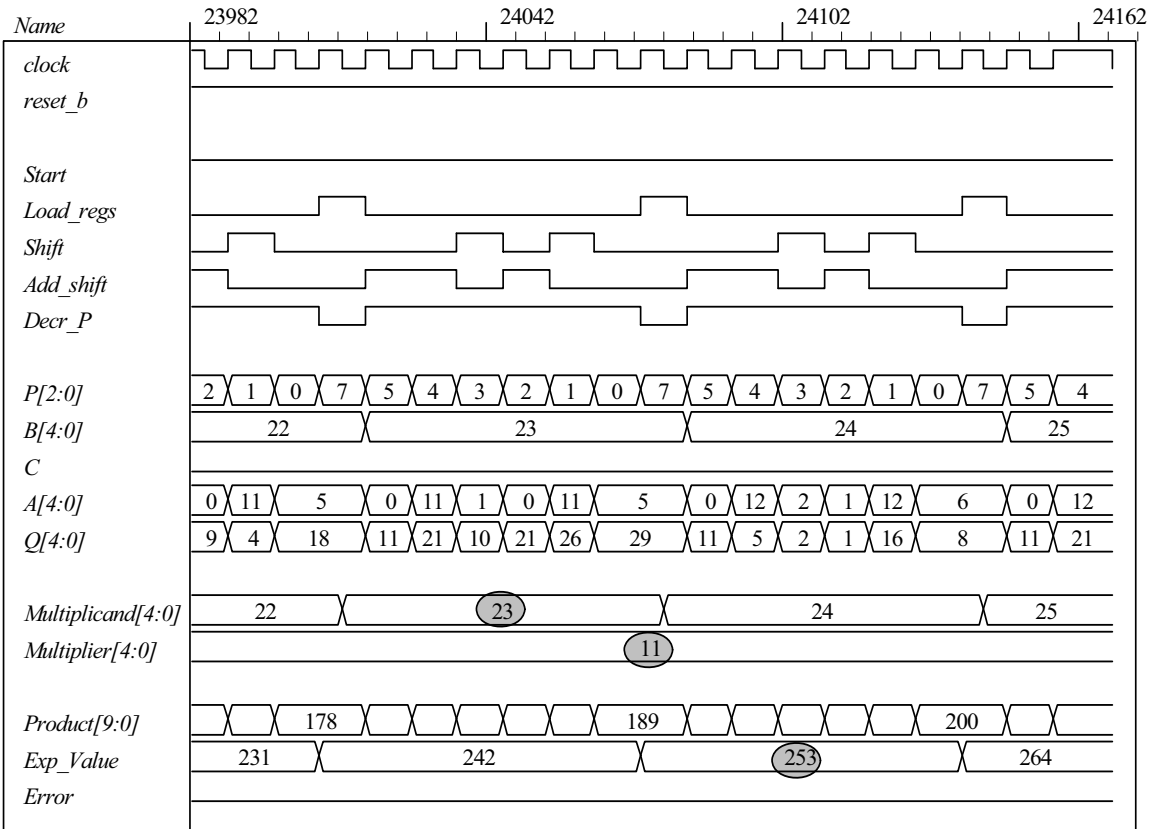 Name 23982 24042 24102 24162
clock
reset_b
Start
Load_regs
Shift
Add_shift
Decr_P
P[2:0] 2 1 0 7 5 4 3 2 1 0 7 5 4 3 2 1 0 7 5 4
B[4:0] 22 23 24 25
C
A[4:0] 0 11 5 0 11 1 0 11 5 0 12 2 1 12 6 0 12
Q[4:0] 9 4 18 11 21 10 21 26 29 11 5 2 1 16 8 11 21
Multiplicand[4:0] 22 23 24 25
Multiplier[4:0] 11
Product[9:0] 178 189 200
Exp_Value 231 242 253 264
Error